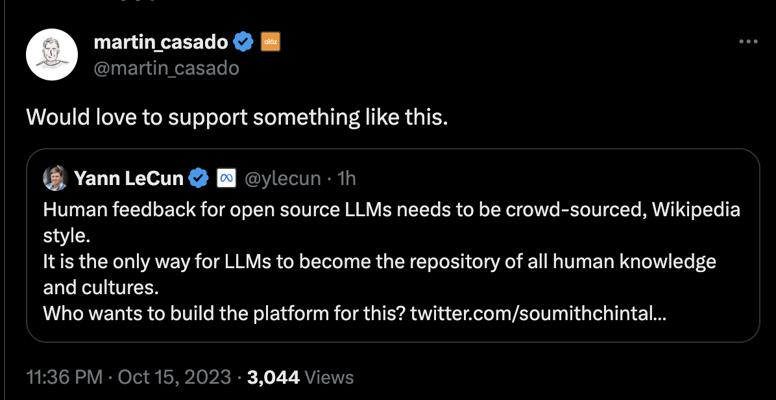 martin_casado
@martin_casado
Would love to support something like this.
Yann LeCun @ylecun · 1h
Human feedback for open source LLMs needs to be crowd-sourced, Wikipedia
style.
It is the only way for LLMs to become the repository of all human knowledge
and cultures.
Who wants to build the platform for this? twitter.com/soumithchintal...
11:36 PM · Oct 15, 2023 · 3,044 Views